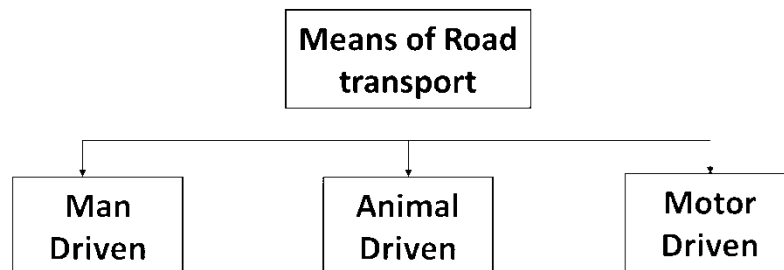 Means of Road
transport
Man
Driven
Animal
Driven
Motor
Driven